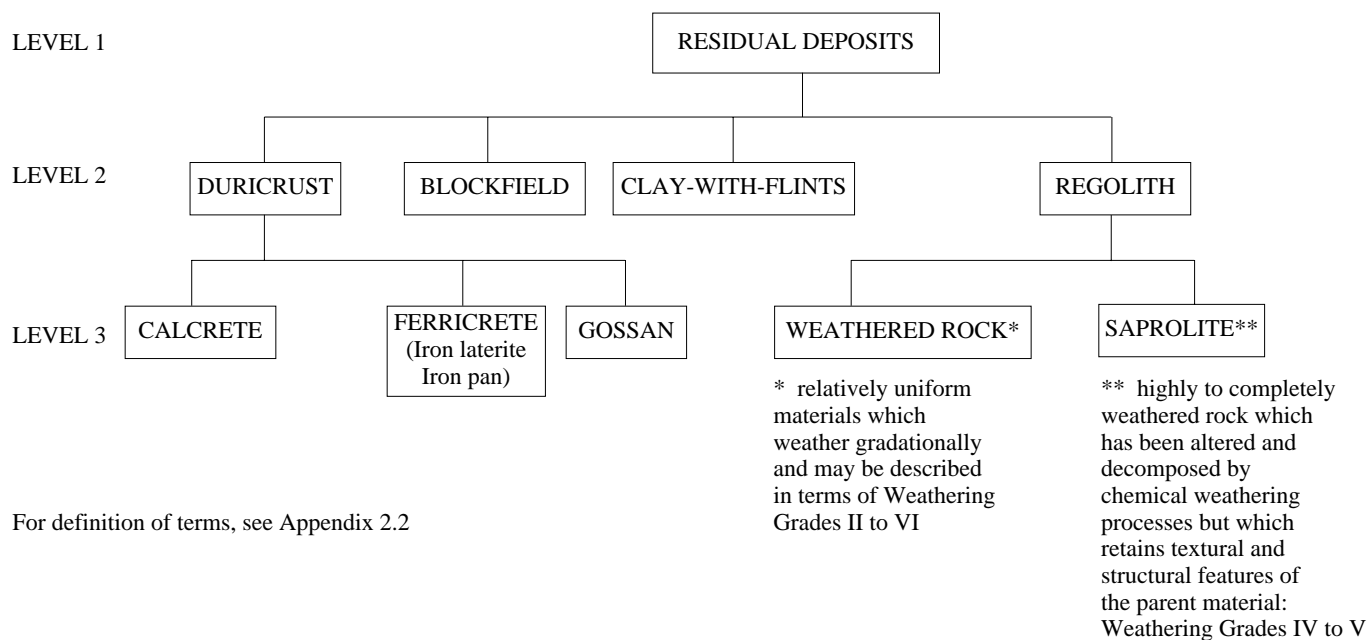 LEVEL 1
RESIDUAL DEPOSITS
LEVEL 2
DURICRUST
BLOCKFIELD
CLAY-WITH-FLINTS
REGOLITH
LEVEL 3
CALCRETE
FERRICRETE
(Iron laterite
Iron pan)
GOSSAN
WEATHERED ROCK*
SAPROLITE**
* relatively uniform
materials which
weather gradationally
and may be described
in terms of Weathering
Grades II to VI
** highly to completely
weathered rock which
has been altered and
decomposed by
chemical weathering
processes but which
retains textural and
structural features of
the parent material:
Weathering Grades IV to V
For definition of terms, see Appendix 2.2